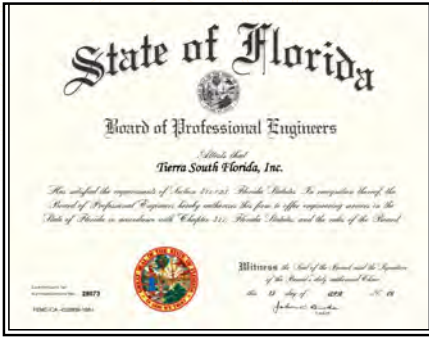 State of Florida
Board of Professional Engineers
Attests that
Tierra South Florida, Inc.
Has satisfied the requirements of Section Florida Statutes. In recognition thereof, the
Board of Professional Engineers hereby authorizes this firm to offer engineering services in the
State of Florida in accordance with Chapter Florida Statutes, and the rules of the Board.
Witness the Seal of the Board and the Signature
of the Board's duly authorized Chair
this day of
28073